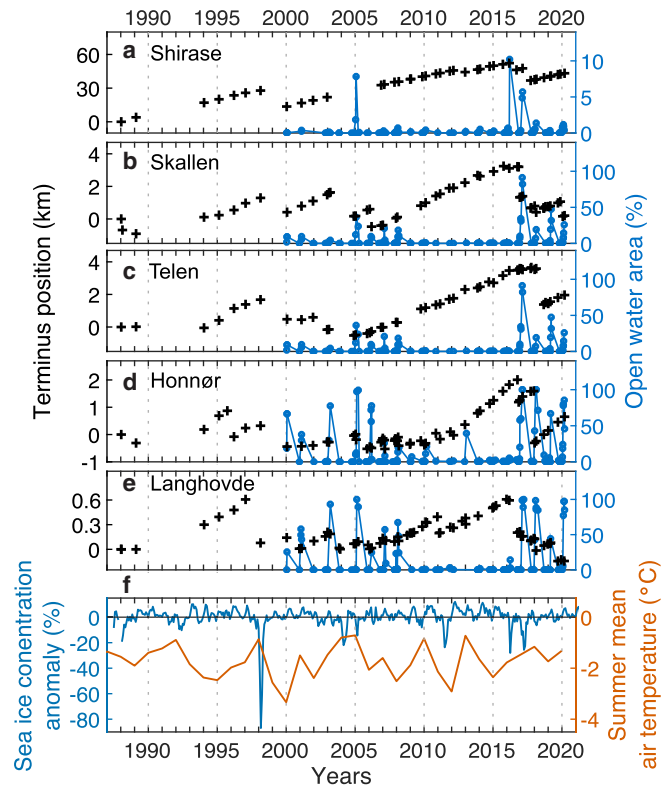 1990 1995 2000 2005 2010 2015 2020
a Shirase
60
30
0
10
5
0
b Skallen
4
2
0
100
50
0
c Telen
4
2
0
100
50
0
d Honnør
2
1
0
-1
100
50
0
e Langhovde
0.6
0.3
0
100
50
0
Terminus position (km)
Open water area (%)
f
0
-20
-40
-60
-80
0
-2
-4
Sea ice conentration
anomaly (%)
Summer mean
air temperature (°C)
1990 1995 2000 2005 2010 2015 2020
Years